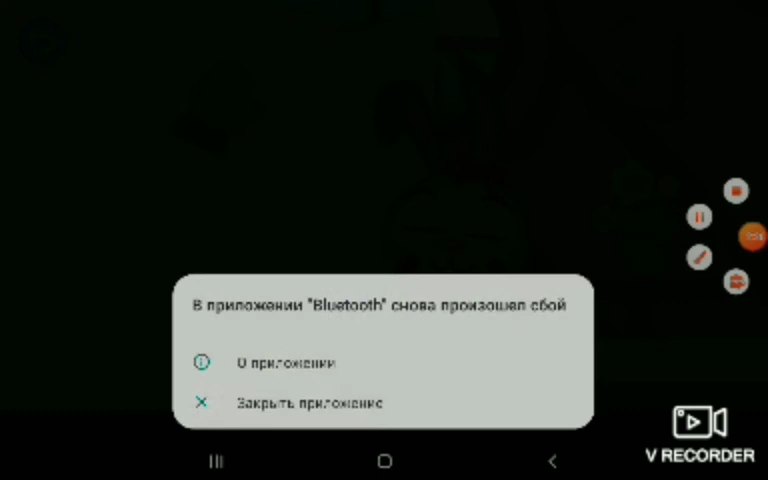 В приложении "Bluetooth" снова произошел сбой
О приложении
Закрыть приложение
V RECORDER